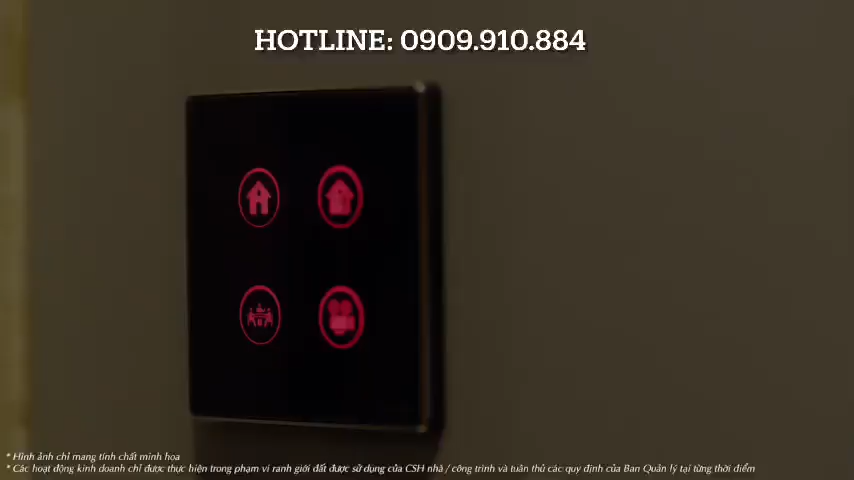 HOTLINE: 0909.910.884
* Hình ảnh chỉ mang tính chất minh họa
* Các hoạt động kinh doanh chỉ được thực hiện trong phạm vi ranh giới đất được sử dụng của CSH nhà / công trình và tuân thủ các quy định của Ban Quản lý tại từng thời điểm